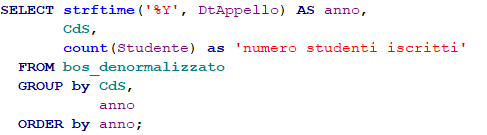 SELECT strftime('%Y', DtAppello) AS anno,
CdS,
count(Studente) as 'numero studenti iscritti'
FROM bos_denormalizzato
GROUP by CdS,
anno
ORDER by anno;